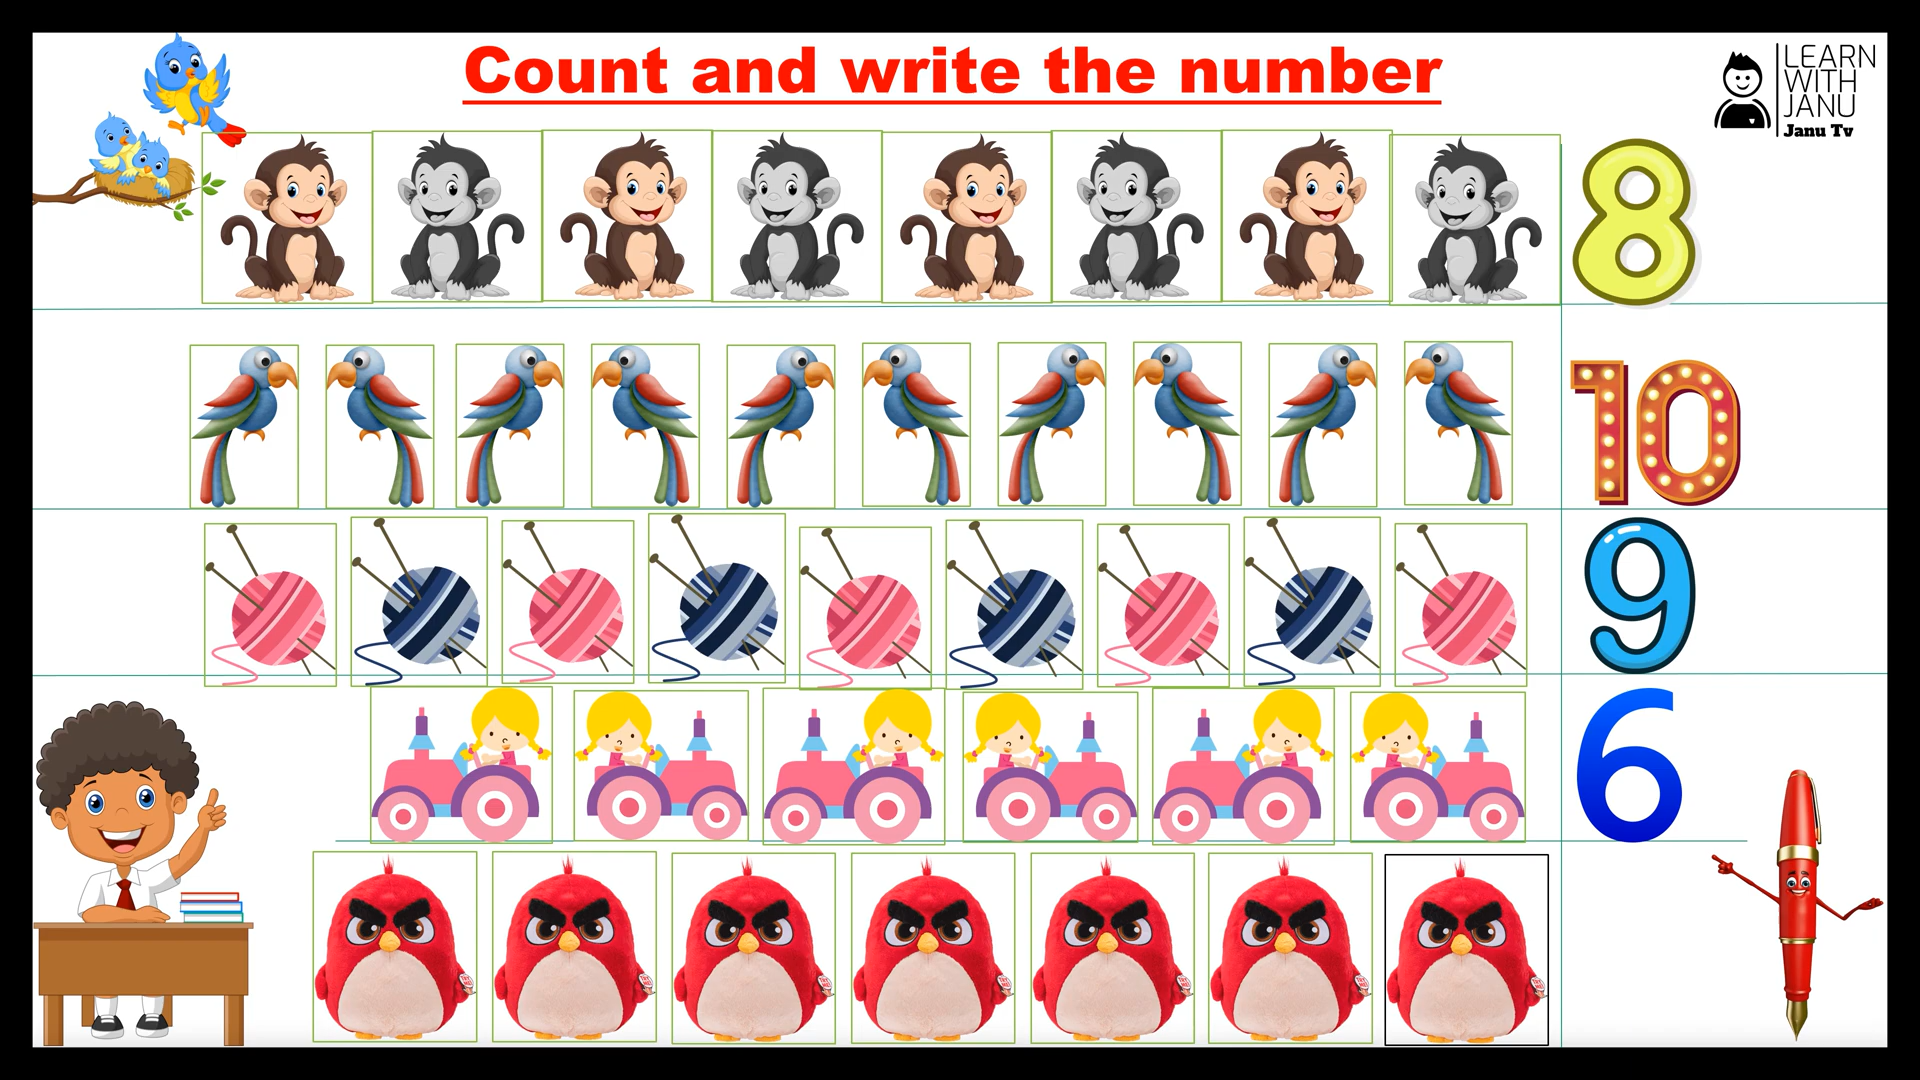 Count and write the number
LEARN
WITH
JANU
Janu Tv
8
10
9
6